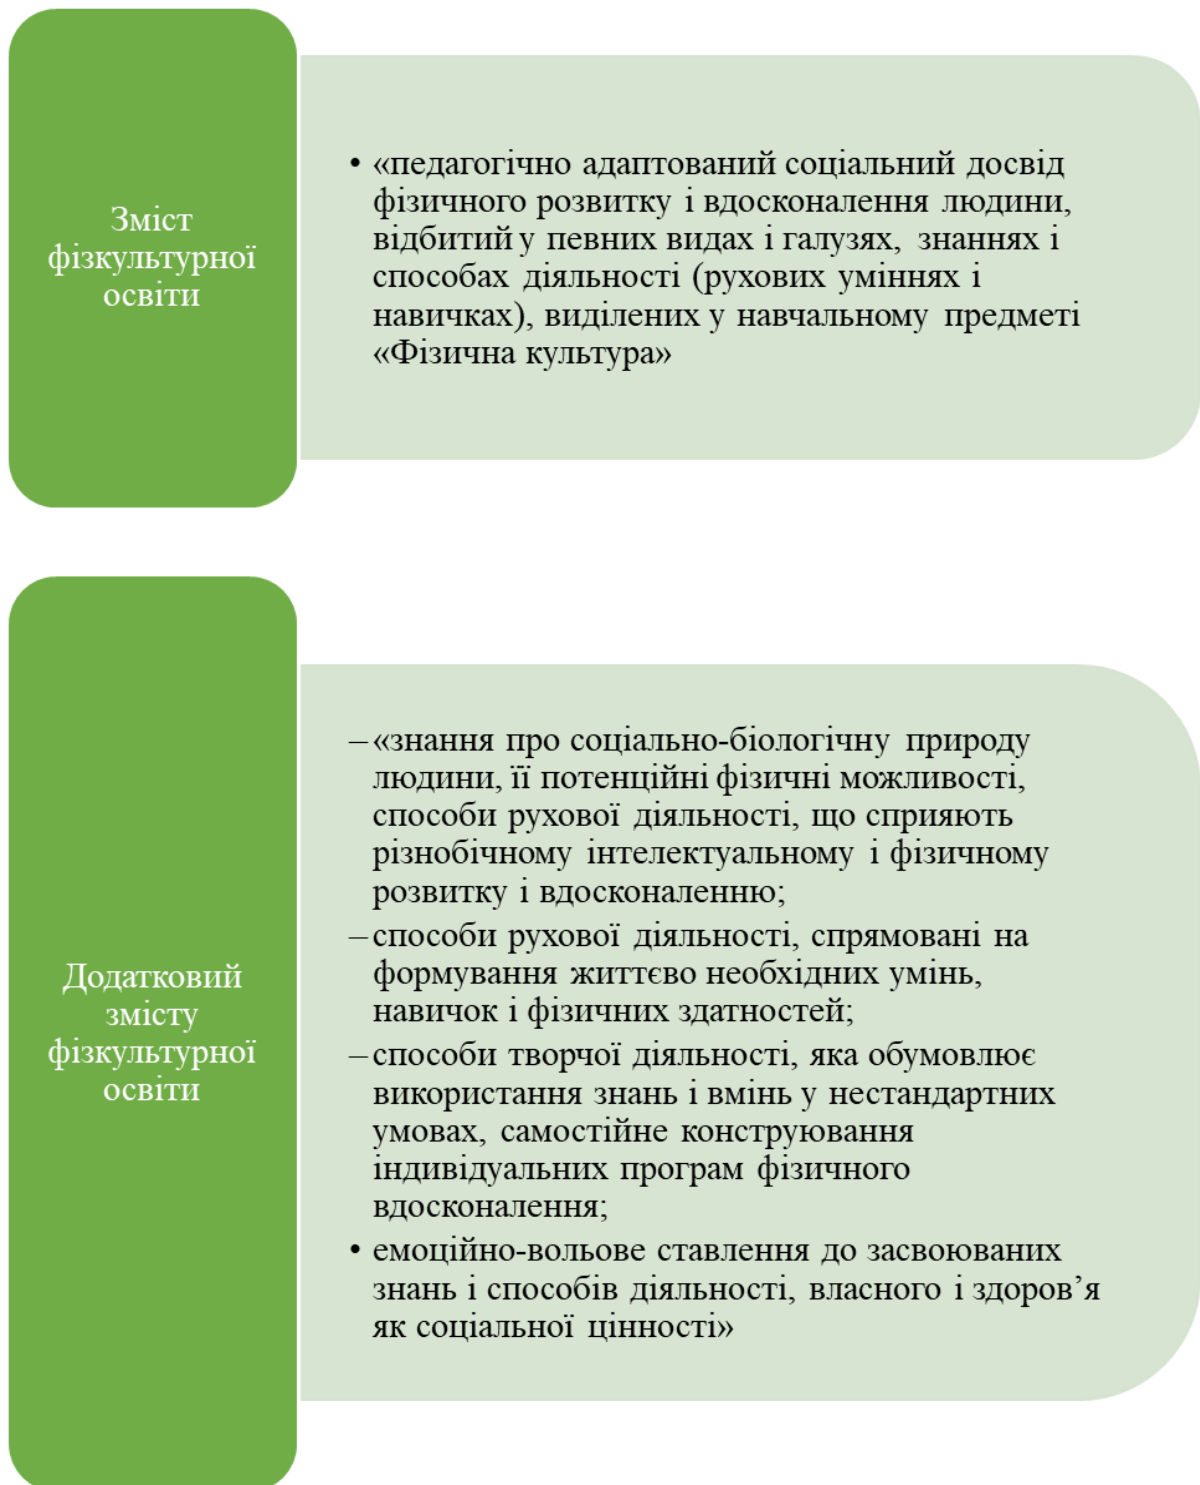 Зміст
фізкультурної
освіти
• «педагогічно адаптований соціальний досвід
фізичного розвитку і вдосконалення людини,
відбитий у певних видах і галузях, знаннях і
способах діяльності (рухових уміннях і
навичках), виділених у навчальному предметі
«Фізична культура»
Додатковий
змісту
фізкультурної
освіти
– «знання про соціально-біологічну природу
людини, її потенційні фізичні можливості,
способи рухової діяльності, що сприяють
різнобічному інтелектуальному і фізичному
розвитку і вдосконаленню;
– способи рухової діяльності, спрямовані на
формування життєво необхідних умінь,
навичок і фізичних здатностей;
– способи творчої діяльності, яка обумовлює
використання знань і вмінь у нестандартних
умовах, самостійне конструювання
індивідуальних програм фізичного
вдосконалення;
• емоційно-вольове ставлення до засвоюваних
знань і способів діяльності, власного і здоров’я
як соціальної цінності»